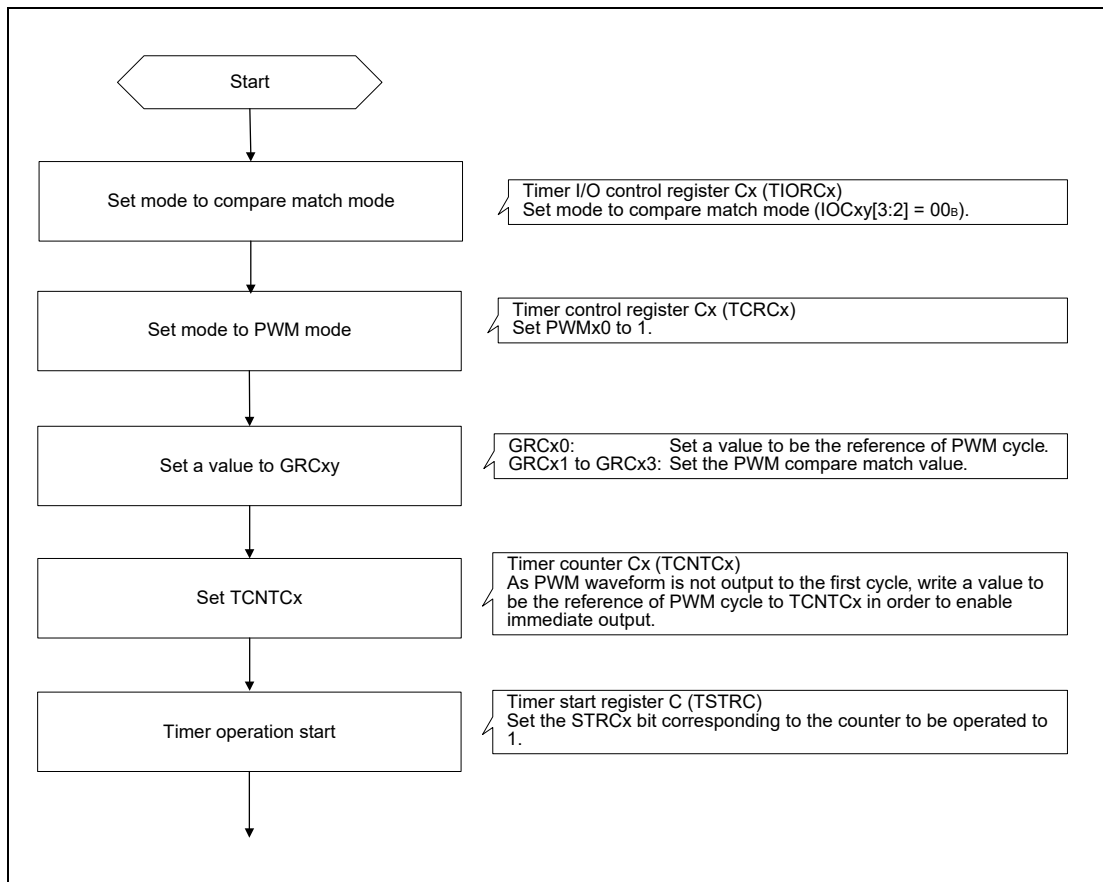 Start
Set mode to compare match mode
Timer I/O control register Cx (TIORCx)
Set mode to compare match mode (IOCxy[3:2] = 00B).
Set mode to PWM mode
Timer control register Cx (TCRCx)
Set PWMx0 to 1.
Set a value to GRCxy
GRCx0: Set a value to be the reference of PWM cycle.
GRCx1 to GRCx3: Set the PWM compare match value.
Set TCNTCx
Timer counter Cx (TCNTCx)
As PWM waveform is not output to the first cycle, write a value to
be the reference of PWM cycle to TCNTCx in order to enable
immediate output.
Timer operation start
Timer start register C (TSTRC)
Set the STRCx bit corresponding to the counter to be operated to
1.